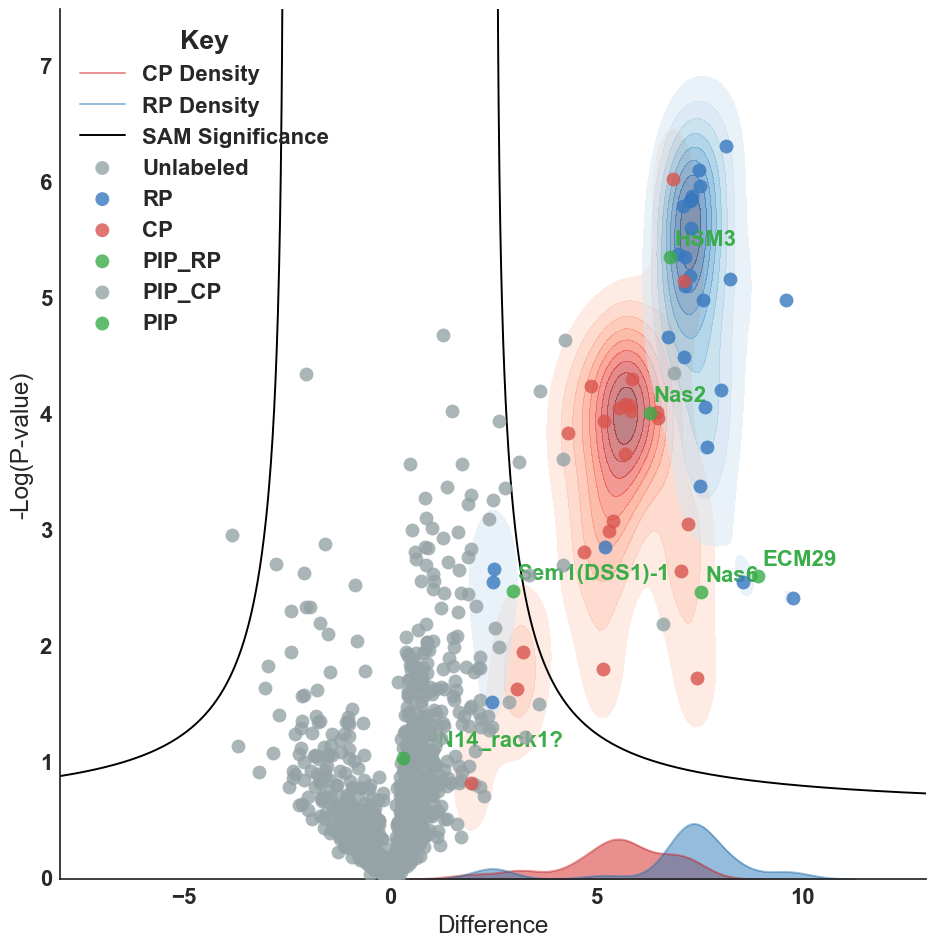 Key
CP Density
RP Density
SAM Significance
Unlabeled
RP
CP
PIP_RP
PIP_CP
PIP
7
6
5
4
3
2
1
0
-Log(P-value)
HSM3
Nas2
ECM29
Sem1(DSS1)-1
Nas6
N14_rack1?
−5
0
5
10
Difference